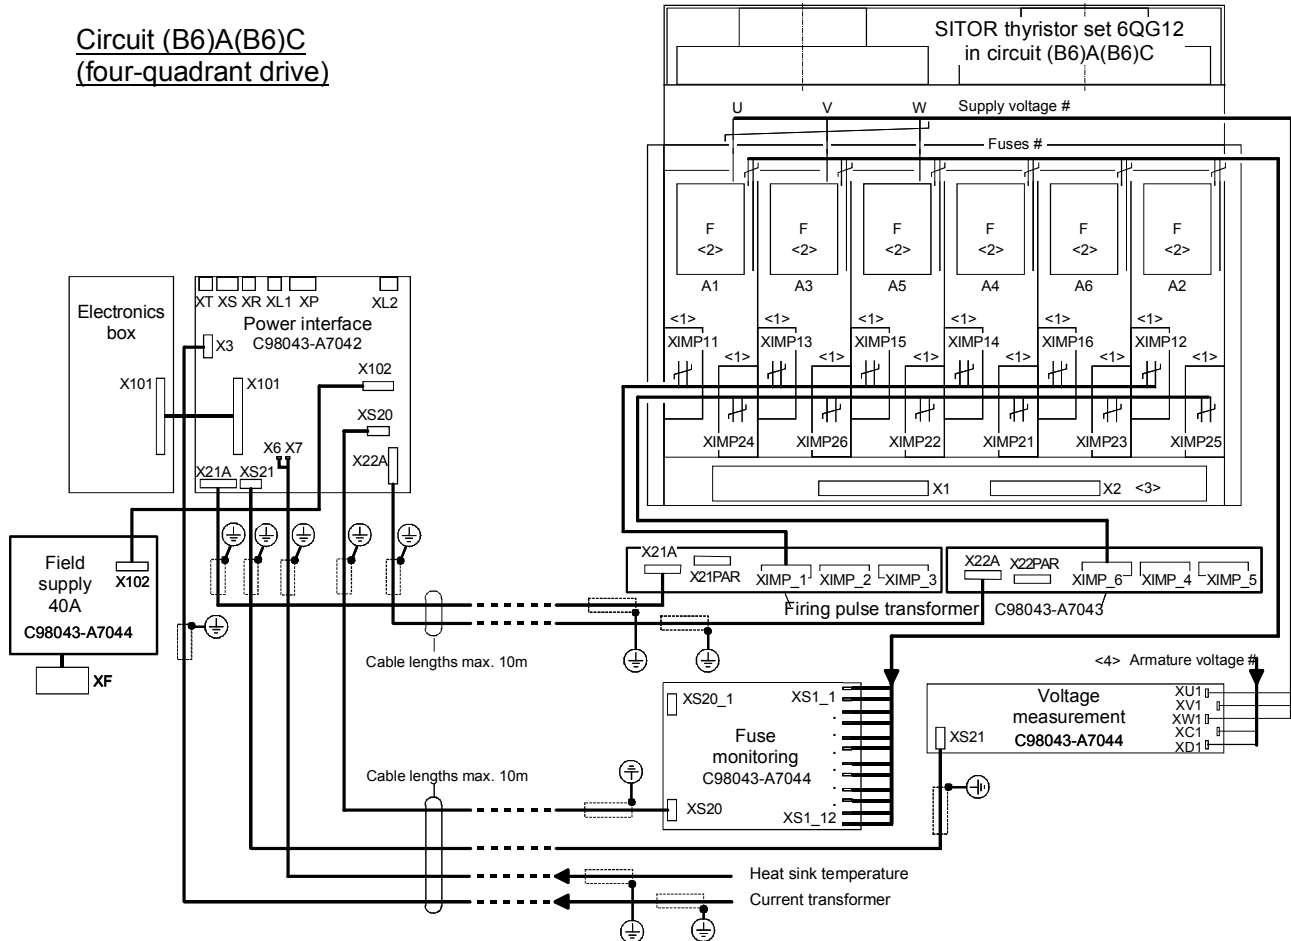 Circuit (B6)A(B6)C
(four-quadrant drive)
SITOR thyristor set 6QG12
in circuit (B6)A(B6)C
U V W Supply voltage #
Fuses #
F F F F F F
<2> <2> <2> <2> <2> <2>
A1 A3 A5 A4 A6 A2
<1> <1> <1> <1> <1> <1>
XIMP11 XIMP13 XIMP15 XIMP14 XIMP16 XIMP12
<1> <1> <1> <1> <1> <1>
XIMP24 XIMP26 XIMP22 XIMP21 XIMP23 XIMP25
X1 X2 <3>
Electronics
box
X101
XT XS XR XL1 XP XL2
Power interface
C98043-A7042
X3
X102
X101
XS20
X6 X7
X22A
X21A XS21
Field
supply
40A
X102
C98043-A7044
XF
X21A
X21PAR
XIMP_1 XIMP_2 XIMP_3
X22A X22PAR
XIMP_6 XIMP_4 XIMP_5
Firing pulse transformer C98043-A7043
Cable lengths max. 10m
<4> Armature voltage #
XS20_1
XS1_1
Fuse
monitoring
C98043-A7044
XS20
XS1_12
Voltage
measurement
C98043-A7044
XS21
XU1
XV1
XW1
XC1
XD1
Cable lengths max. 10m
Heat sink temperature
Current transformer